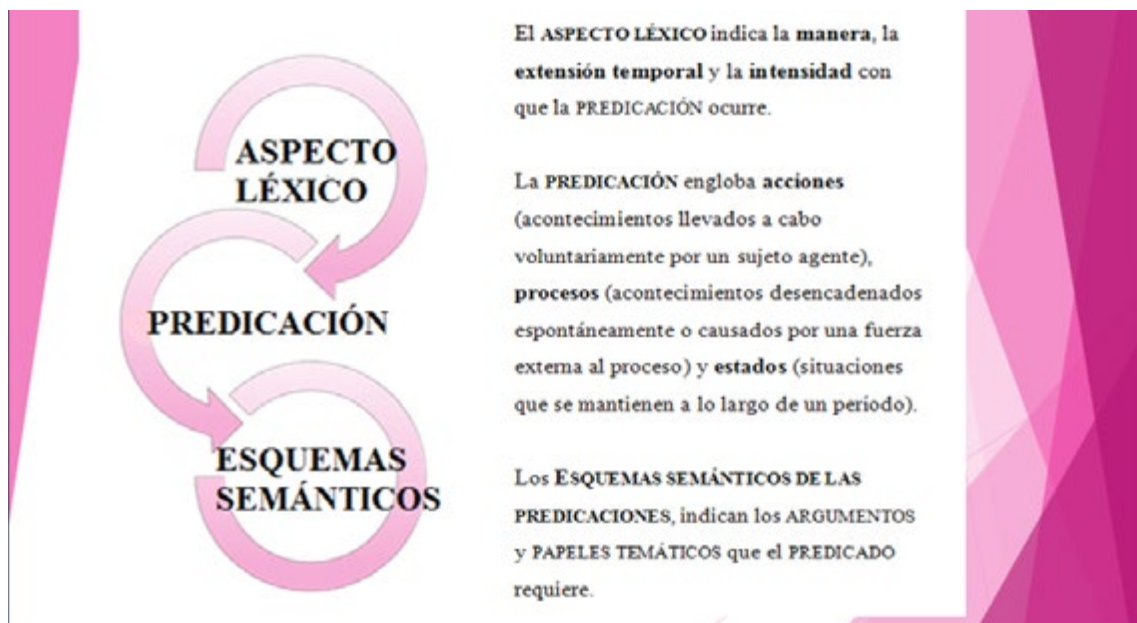 ASPECTO
LÉXICO
PREDICACIÓN
ESQUEMAS
SEMÁNTICOS
El ASPECTO LÉXICO indica la manera, la
extensión temporal y la intensidad con
que la PREDICACIÓN ocurre.
La PREDICACIÓN engloba acciones
(acontecimientos llevados a cabo
voluntariamente por un sujeto agente),
procesos (acontecimientos desencadenados
espontáneamente o causados por una fuerza
externa al proceso) y estados (situaciones
que se mantienen a lo largo de un periodo).
Los ESQUEMAS SEMÁNTICOS DE LAS
PREDICACIONES, indican los ARGUMENTOS
y PAPELES TEMÁTICOS que el PREDICADO
requiere.